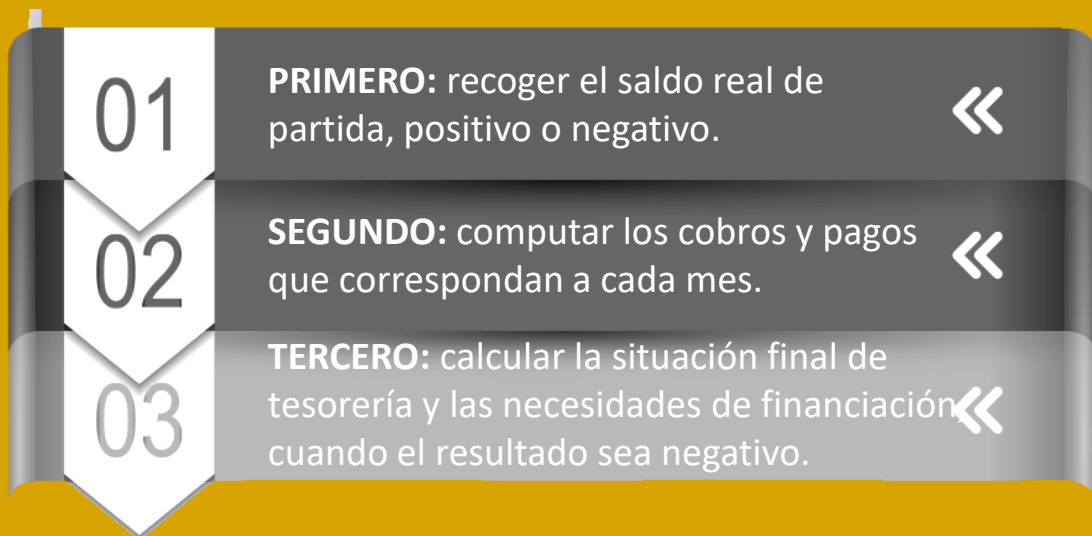 01
PRIMERO: recoger el saldo real de
partida, positivo o negativo.
02
SEGUNDO: computar los cobros y pagos
que correspondan a cada mes.
03
TERCERO: calcular la situación final de
tesorería y las necesidades de financiación,
cuando el resultado sea negativo.